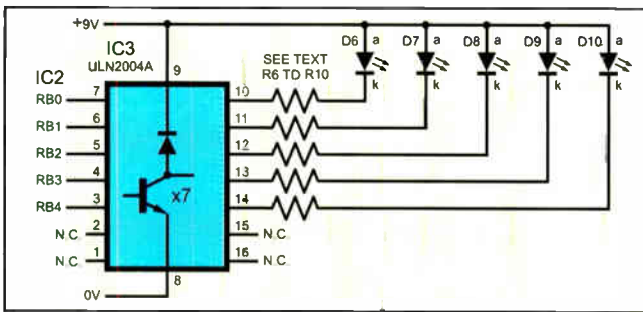 +9V
IC3
ULN2004A
9
SEE TEXT
R6 TO R10
D6 a
D7 a
D8 a
D9 a
D10 a
k
k
k
k
k
IC2
RB0 7
10
RB1 6
11
RB2 5
12
RB3 4
13
RB4 3
14
x7
N.C. 2
15 N.C.
N.C. 1
16 N.C.
8
0V